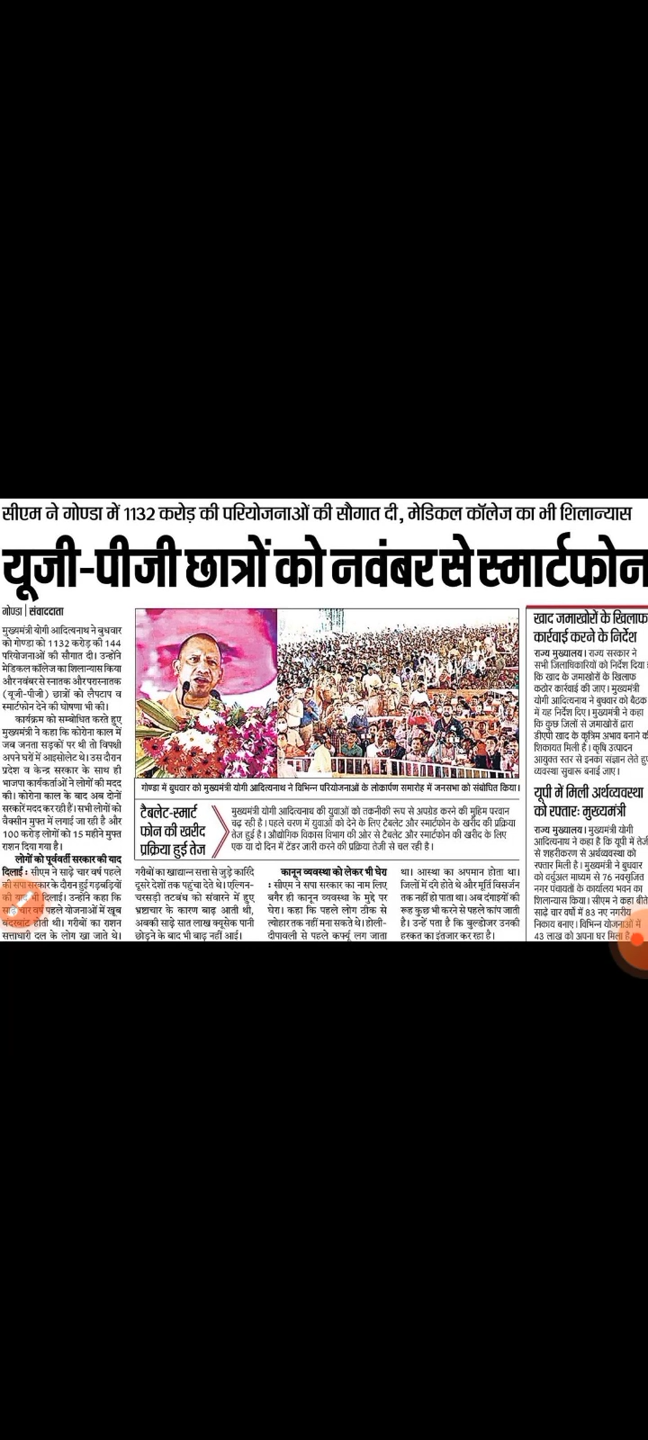 सीएम ने गोण्डा में 1132 करोड़ की परियोजनाओं की सौगात दी, मेडिकल कॉलेज का भी शिलान्यास
यूजी-पीजी छात्रों को नवंबर से स्मार्टफोन
गोण्डा | संवाददाता
मुख्यमंत्री योगी आदित्यनाथ ने बुधवार
को गोण्डा को 1132 करोड़ की 144
परियोजनाओं की सौगात दी। उन्होंने
मेडिकल कॉलेज का शिलान्यास किया
और नवंबर से स्नातक और परास्नातक
(यूजी-पीजी) छात्रों को लैपटाप व
स्मार्टफोन देने की घोषणा भी की।
कार्यक्रम को सम्बोधित करते हुए
मुख्यमंत्री ने कहा कि कोरोना काल में
जब जनता सड़कों पर थी तो विपक्षी
अपने घरों में आइसोलेट थे। उस दौरान
प्रदेश व केन्द्र सरकार के साथ ही
भाजपा कार्यकर्ताओं ने लोगों की मदद
की। कोरोना काल के बाद अब दोनों
सरकारें मदद कर रही हैं। सभी लोगों को
वैक्सीन मुफ्त में लगाई जा रही है और
100 करोड़ लोगों को 15 महीने मुफ्त
राशन दिया गया है।
लोगों को पूर्ववर्ती सरकार की याद
दिलाई : सीएम ने साढ़े चार वर्ष पहले
की सपा सरकार के दौरान हुई गड़बड़ियों
की याद भी दिलाई। उन्होंने कहा कि
साढ़े चार वर्ष पहले योजनाओं में खूब
बंदरबांट होती थी। गरीबों का राशन
सत्ताधारी दल के लोग खा जाते थे।
गोण्डा में बुधवार को मुख्यमंत्री योगी आदित्यनाथ ने विभिन्न परियोजनाओं के लोकार्पण समारोह में जनसभा को संबोधित किया।
टैबलेट-स्मार्ट
फोन की खरीद
प्रक्रिया हुई तेज
मुख्यमंत्री योगी आदित्यनाथ की युवाओं को तकनीकी रूप से अपग्रेड करने की मुहिम परवान
चढ़ रही है। पहले चरण में युवाओं को देने के लिए टैबलेट और स्मार्टफोन के खरीद की प्रक्रिया
तेज हुई है। औद्योगिक विकास विभाग की ओर से टैबलेट और स्मार्टफोन की खरीद के लिए
एक या दो दिन में टेंडर जारी करने की प्रक्रिया तेजी से चल रही है।
गरीबों का खाद्यान्न सत्ता से जुड़े कारिंदे
दूसरे देशों तक पहुंचा देते थे। एल्गिन-
चरसड़ी तटबंध को संवारने में हुए
भ्रष्टाचार के कारण बाढ़ आती थी,
अबकी साढ़े सात लाख क्यूसेक पानी
छोड़ने के बाद भी बाढ़ नहीं आई।
कानून व्यवस्था को लेकर भी घेरा
: सीएम ने सपा सरकार का नाम लिए
बगैर ही कानून व्यवस्था के मुद्दे पर
घेरा। कहा कि पहले लोग ठीक से
त्योहार तक नहीं मना सकते थे। होली-
दीपावली से पहले कर्फ्यू लग जाता
था। आस्था का अपमान होता था।
जिलों में दंगे होते थे और मूर्ति विसर्जन
तक नहीं हो पाता था। अब दंगाइयों की
रूह कुछ भी करने से पहले कांप जाती
है। उन्हें पता है कि बुल्डोजर उनकी
हरकत का इंतजार कर रहा है।
खाद जमाखोरों के खिलाफ
कार्रवाई करने के निर्देश
राज्य मुख्यालय। राज्य सरकार ने
सभी जिलाधिकारियों को निर्देश दिया
कि खाद के जमाखोरों के खिलाफ
कठोर कार्रवाई की जाए। मुख्यमंत्री
योगी आदित्यनाथ ने बुधवार को बैठक
में यह निर्देश दिए। मुख्यमंत्री ने कहा
कि कुछ जिलों से जमाखोरों द्वारा
डीएपी खाद के कृत्रिम अभाव बनाने की
शिकायत मिली है। कृषि उत्पादन
आयुक्त स्तर से इनका संज्ञान लेते हुए
व्यवस्था सुचारू बनाई जाए।
यूपी में मिली अर्थव्यवस्था
को रफ्तार: मुख्यमंत्री
राज्य मुख्यालय। मुख्यमंत्री योगी
आदित्यनाथ ने कहा है कि यूपी में तेजी
से शहरीकरण से अर्थव्यवस्था को
रफ्तार मिली है। मुख्यमंत्री ने बुधवार
को वर्चुअल माध्यम से 76 नवसृजित
नगर पंचायतों के कार्यालय भवन का
शिलान्यास किया। सीएम ने कहा बीते
साढ़े चार वर्षों में 83 नए नगरीय
निकाय बनाए। विभिन्न योजनाओं में
43 लाख को अपना घर मिला है